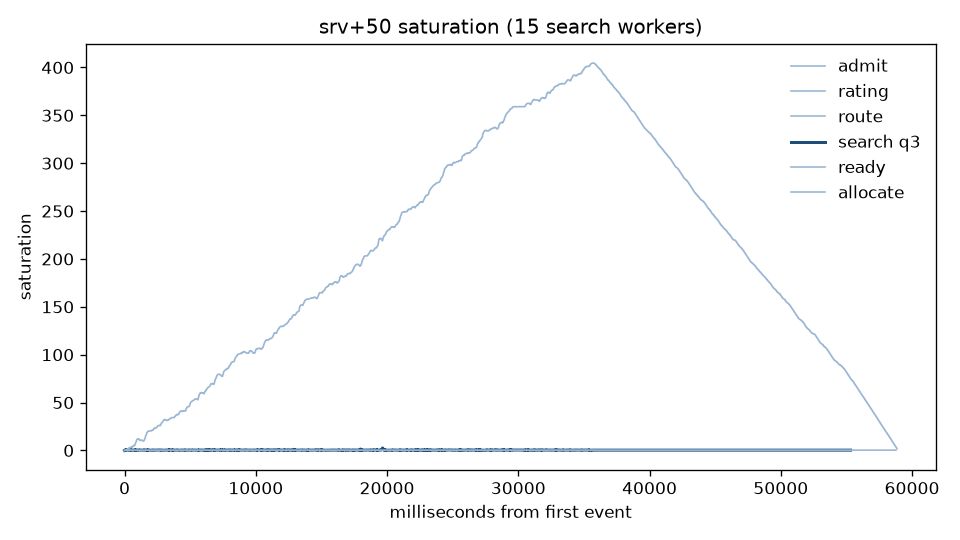 srv+50 saturation (15 search workers)
saturation
400
350
300
250
200
150
100
50
0
admit
rating
route
search q3
ready
allocate
0 10000 20000 30000 40000 50000 60000
milliseconds from first event